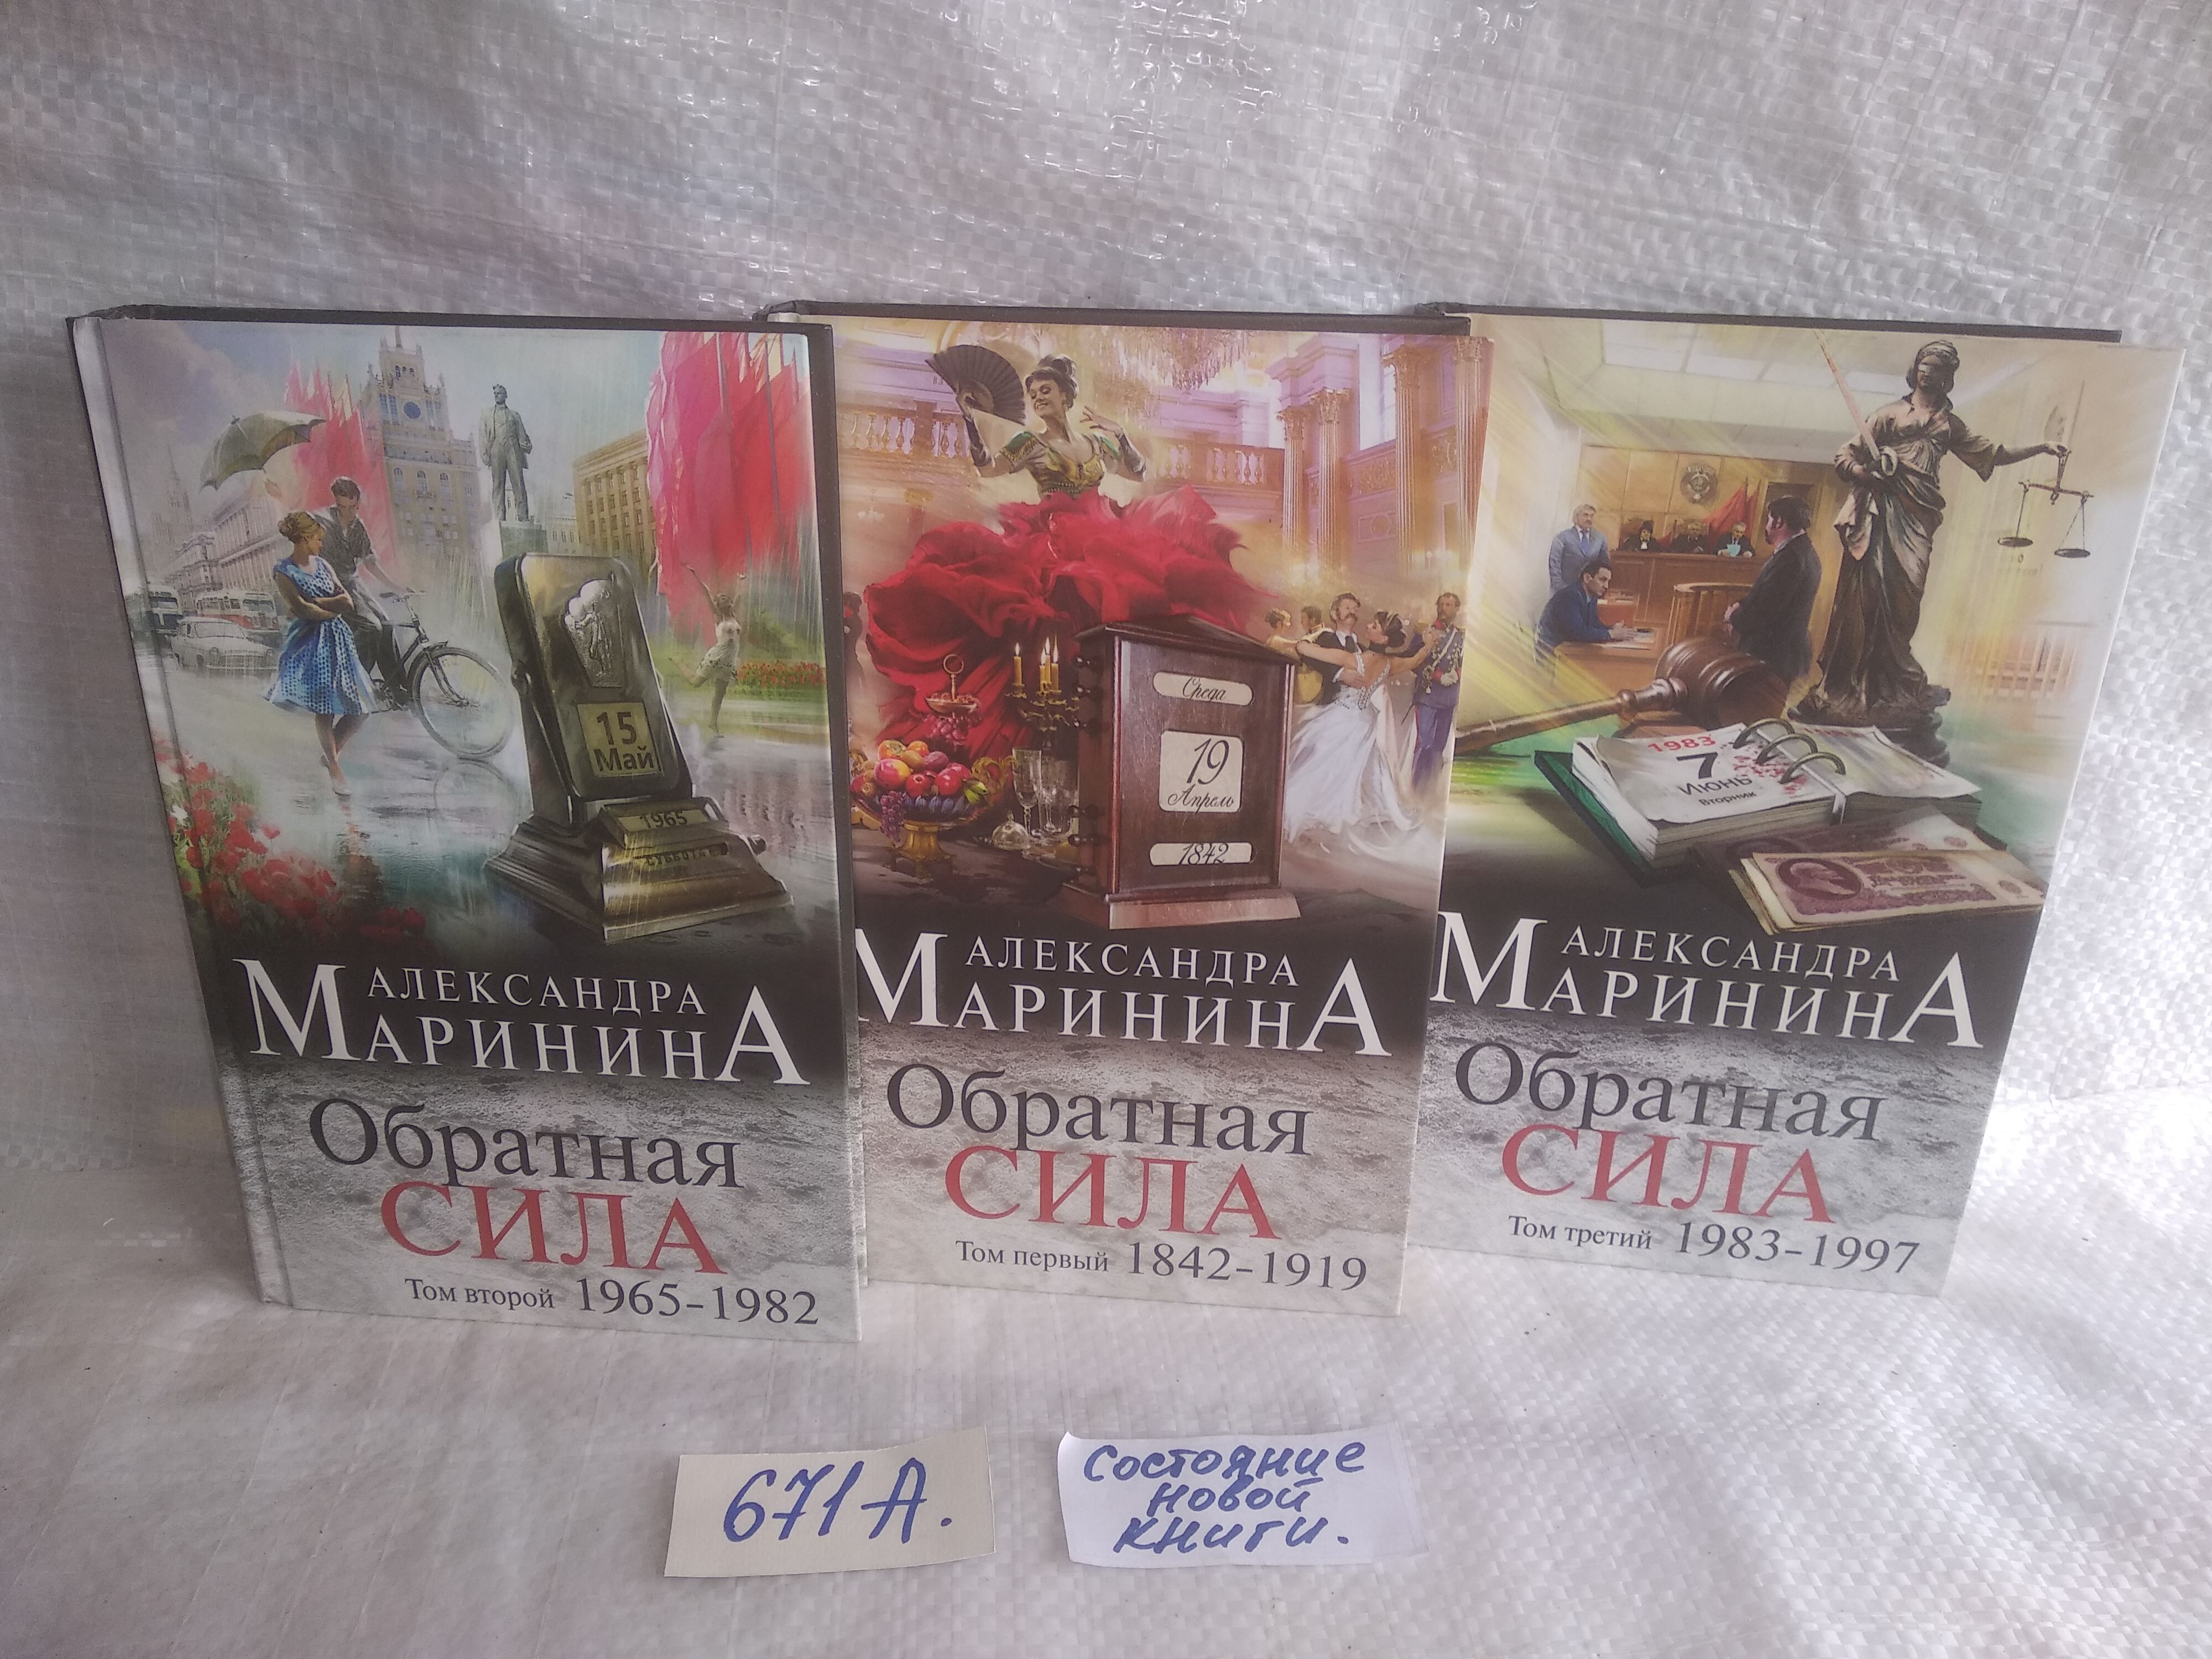 15
Май
1965
СУББОТА
АЛЕКСАНДРА
МАРИНИНА
Обратная
СИЛА
Том второй 1965-1982
Среда
19
Апрель
1842
АЛЕКСАНДРА
МАРИНИНА
Обратная
СИЛА
Том первый 1842-1919
1983
7
Июнь
Вторник
АЛЕКСАНДРА
МАРИНИНА
Обратная
СИЛА
Том третий 1983-1997
671 А.
Состояние
новой
книги.